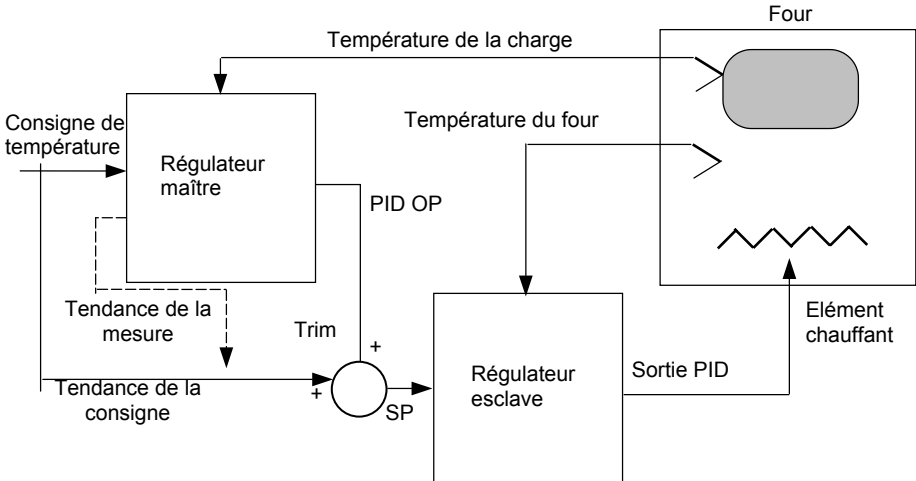 Four
Température de la charge
Température du four
Consigne de
température
Régulateur
maître
PID OP
Tendance de la
mesure
Trim
+
Elément
chauffant
Régulateur
esclave
Sortie PID
Tendance de la
consigne
+
SP